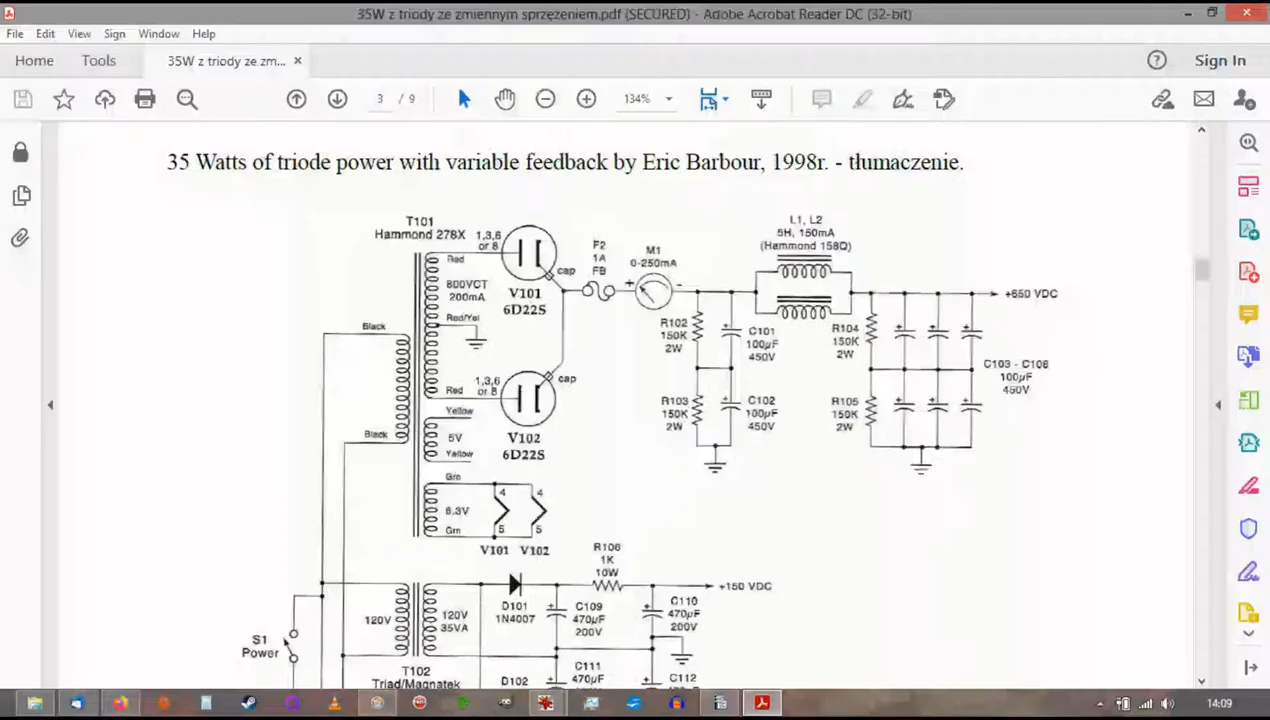 35W z triody ze zmiennym sprzężeniem.pdf (SECURED) - Adobe Acrobat Reader DC (32-bit)
File Edit View Sign Window Help
Home Tools 35W z triody ze zm... × Sign In
3 / 9 134%
35 Watts of triode power with variable feedback by Eric Barbour, 1998r. - tłumaczenie.
T101
Hammond 278X
1,3,6
or 8
Red
cap
V101
6D22S
800VCT
200mA
Red/Yel
Black
F2
1A
FB
M1
0-250mA
+ -
L1, L2
5H, 150mA
(Hammond 158Q)
+650 VDC
R102
150K
2W
C101
100µF
450V
R104
150K
2W
C103 - C108
100µF
450V
R103
150K
2W
C102
100µF
450V
R105
150K
2W
Red
1,3,6
or 8
cap
V102
6D22S
Black
Yellow
5V
Yellow
Grn
6.3V
Grn
4 4
5 5
V101 V102
R106
1K
10W
+150 VDC
D101
1N4007
C109
470µF
200V
C110
470µF
200V
120V
120V
35VA
S1
Power
T102
Triad/Magnatek
D102
C111
470µF
C112
14:09